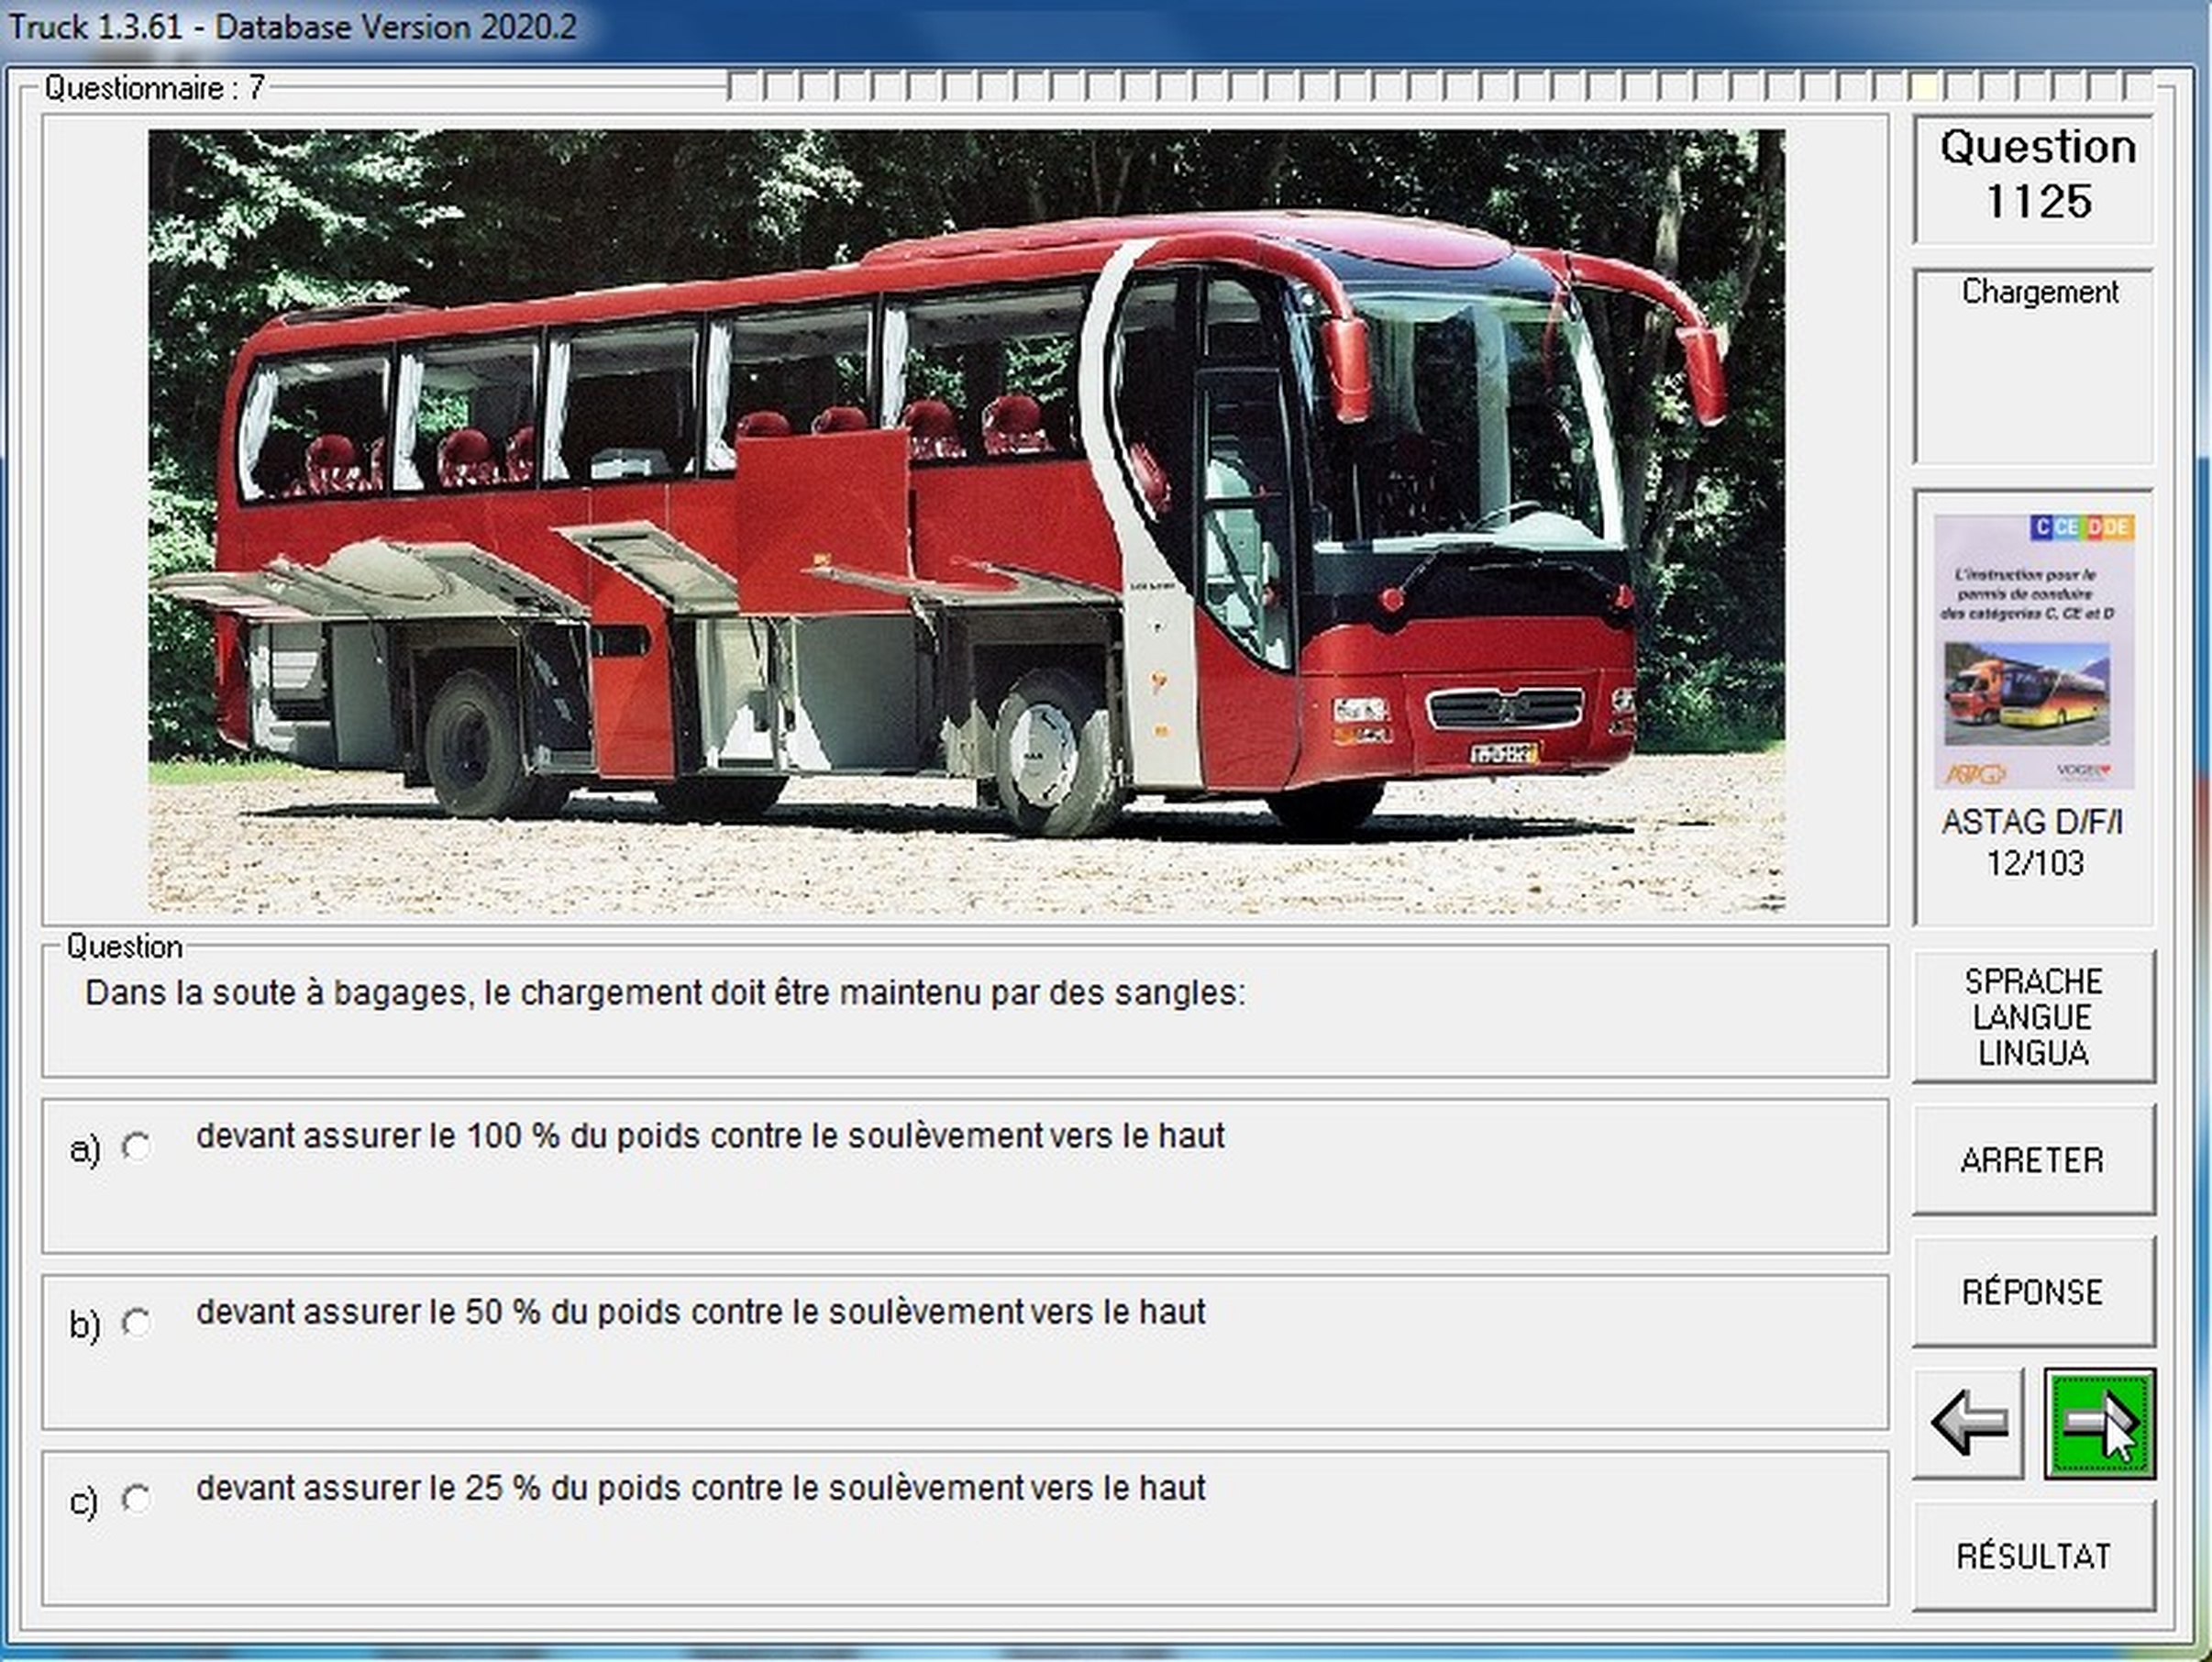 Truck 1.3.61 - Database Version 2020.2
Questionnaire : 7
Question
1125
Chargement
C CE D DE
L'instruction pour le
permis de conduire
des catégories C, CE et D
ASTAG
VOGEL
ASTAG D/F/I
12/103
Question
Dans la soute à bagages, le chargement doit être maintenu par des sangles:
a) devant assurer le 100 % du poids contre le soulèvement vers le haut
b) devant assurer le 50 % du poids contre le soulèvement vers le haut
c) devant assurer le 25 % du poids contre le soulèvement vers le haut
SPRACHE
LANGUE
LINGUA
ARRETER
RÉPONSE
RÉSULTAT